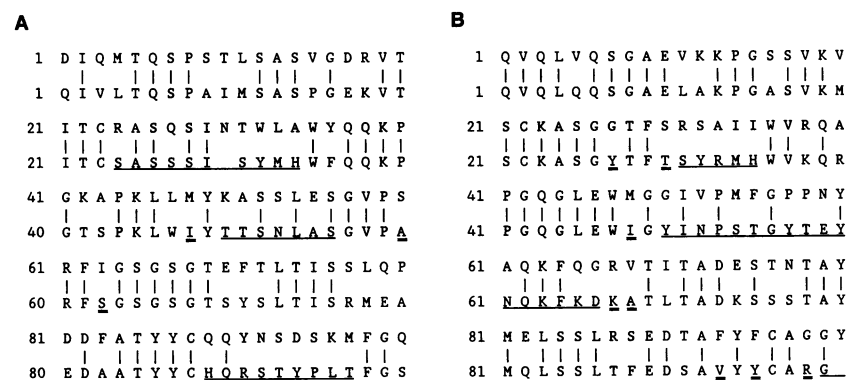 A
1 D I Q M T Q S P S T L S A S V G D R V T
1 Q I V L T Q S P A I M S A S P G E K V T
21 I T C R A S Q S I N T W L A W Y Q Q K P
21 I T C S A S S S I S Y M H W F Q Q K P
41 G K A P K L L M Y K A S S L E S G V P S
40 G T S P K L W I Y T T S N L A S G V P A
61 R F I G S G S G T E F T L T I S S L Q P
60 R F S G S G S G T S Y S L T I S R M E A
81 D D F A T Y Y C Q Q Y N S D S K M F G Q
80 E D A A T Y Y C H Q R S T Y P L T F G S
B
1 Q V Q L V Q S G A E V K K P G S S V K V
1 Q V Q L Q Q S G A E L A K P G A S V K M
21 S C K A S G G T F S R S A I I W V R Q A
21 S C K A S G Y T F T S Y R M H W V K Q R
41 P G Q G L E W M G G I V P M F G P P N Y
41 P G Q G L E W I G Y I N P S T G Y T E Y
61 A Q K F Q G R V T I T A D E S T N T A Y
61 N Q K F K D K A T L T A D K S S S T A Y
81 M E L S S L R S E D T A F Y F C A G G Y
81 M Q L S S L T F E D S A V Y Y C A R G